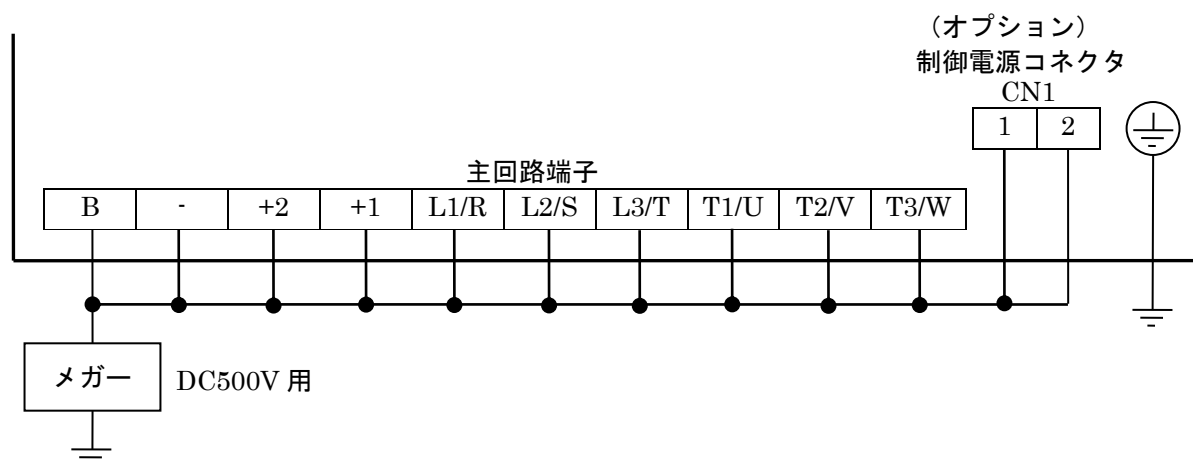 （オプション）
制御電源コネクタ
CN1
1 2
主回路端子
B - +2 +1 L1/R L2/S L3/T T1/U T2/V T3/W
メガー DC500V 用